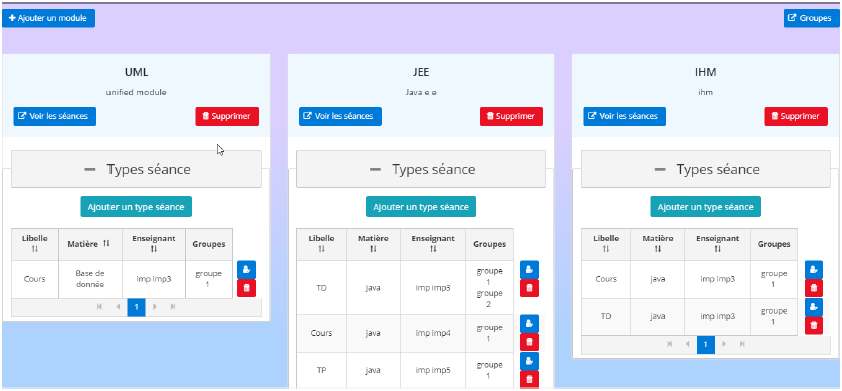 Ajouter un module
Groupes
UML
unified module
Voir les séances
Supprimer
Types séance
Ajouter un type séance
Libelle Matière Enseignant Groupes
Cours Base de donnée imp imp3 groupe 1
1
JEE
Java e e
Voir les séances
Supprimer
Types séance
Ajouter un type séance
Libelle Matière Enseignant Groupes
TD java imp imp3 groupe 1 groupe 2
Cours java imp imp4 groupe 1
TP java imp imp5 groupe 1
IHM
ihm
Voir les séances
Supprimer
Types séance
Ajouter un type séance
Libelle Matière Enseignant Groupes
Cours java imp imp3 groupe 1
TD java imp imp3 groupe 1
1